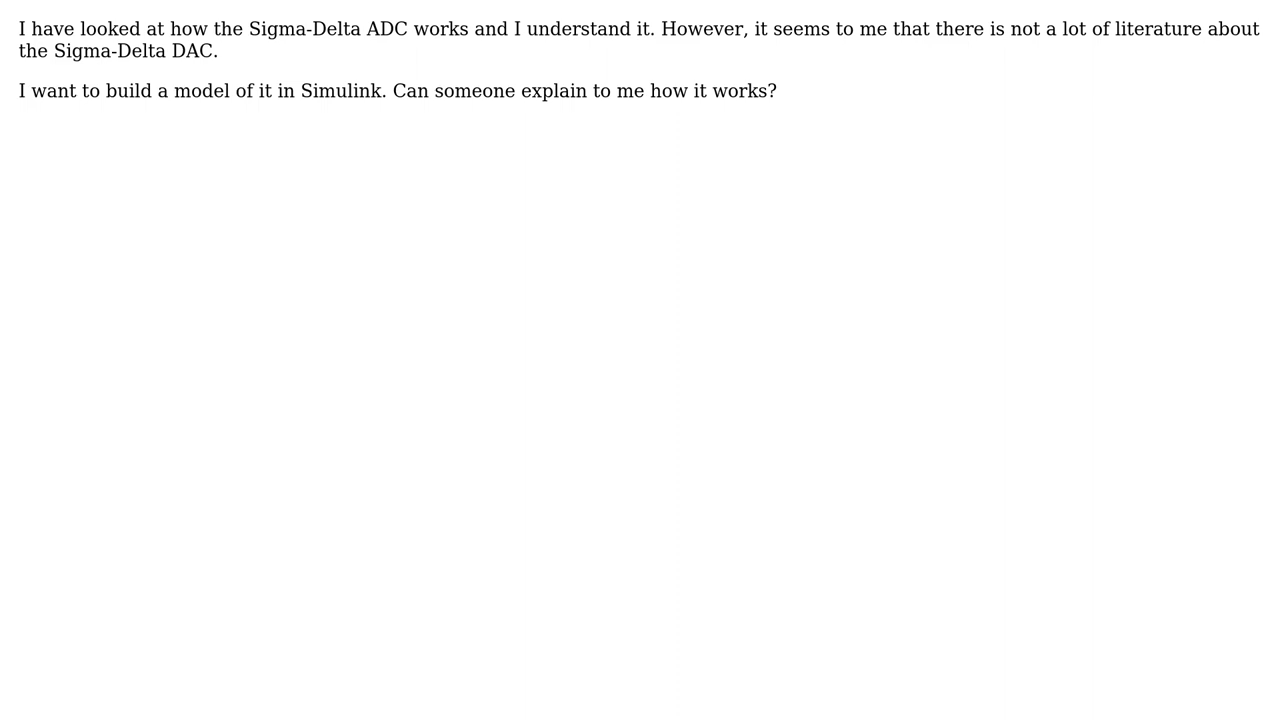 I have looked at how the Sigma-Delta ADC works and I understand it. However, it seems to me that there is not a lot of literature about
the Sigma-Delta DAC.
I want to build a model of it in Simulink. Can someone explain to me how it works?